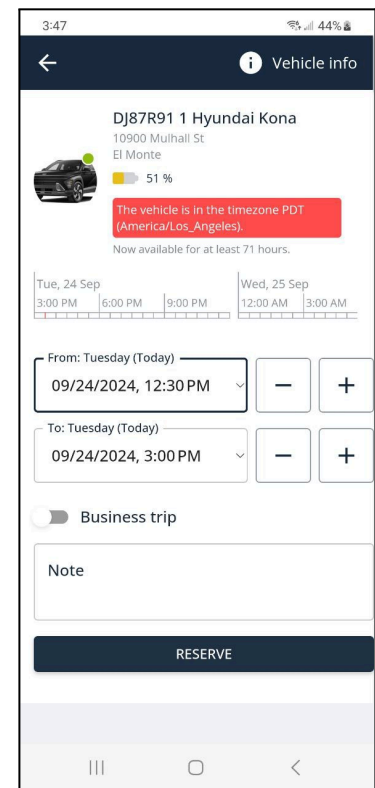 3:47
44%
Vehicle info
DJ87R91 1 Hyundai Kona
10900 Mulhall St
El Monte
51 %
The vehicle is in the timezone PDT
(America/Los_Angeles).
Now available for at least 71 hours.
Tue, 24 Sep
Wed, 25 Sep
3:00 PM 6:00 PM 9:00 PM 12:00 AM 3:00 AM
From: Tuesday (Today)
09/24/2024, 12:30 PM
To: Tuesday (Today)
09/24/2024, 3:00 PM
Business trip
Note
RESERVE